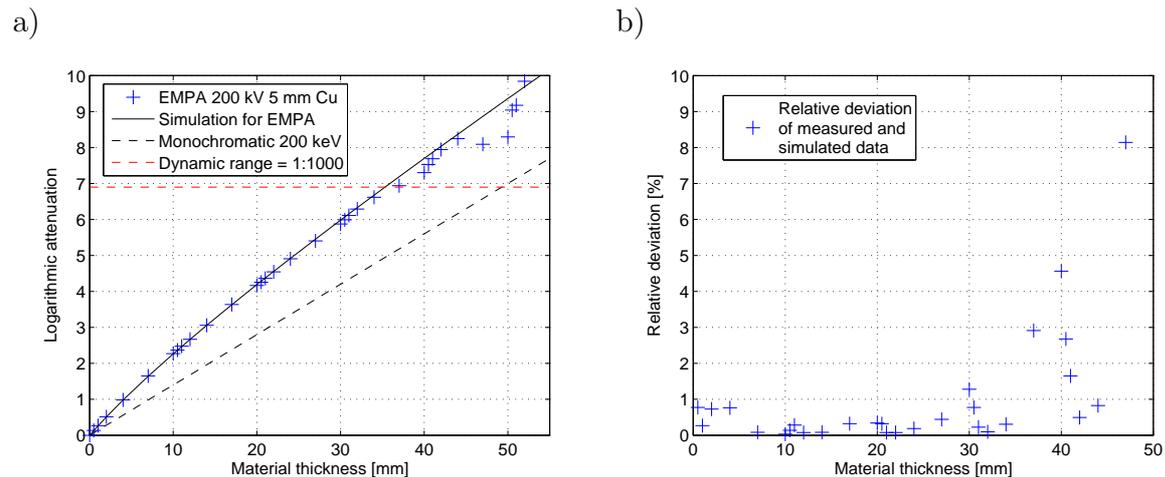 a)
10
9
8
7
6
5
4
3
2
1
0
0 10 20 30 40 50
Logarithmic attenuation
Material thickness [mm]
EMPA 200 kV 5 mm Cu
Simulation for EMPA
Monochromatic 200 keV
Dynamic range = 1:1000
b)
10
9
8
7
6
5
4
3
2
1
0
0 10 20 30 40 50
Relative deviation [%]
Material thickness [mm]
Relative deviation
of measured and
simulated data